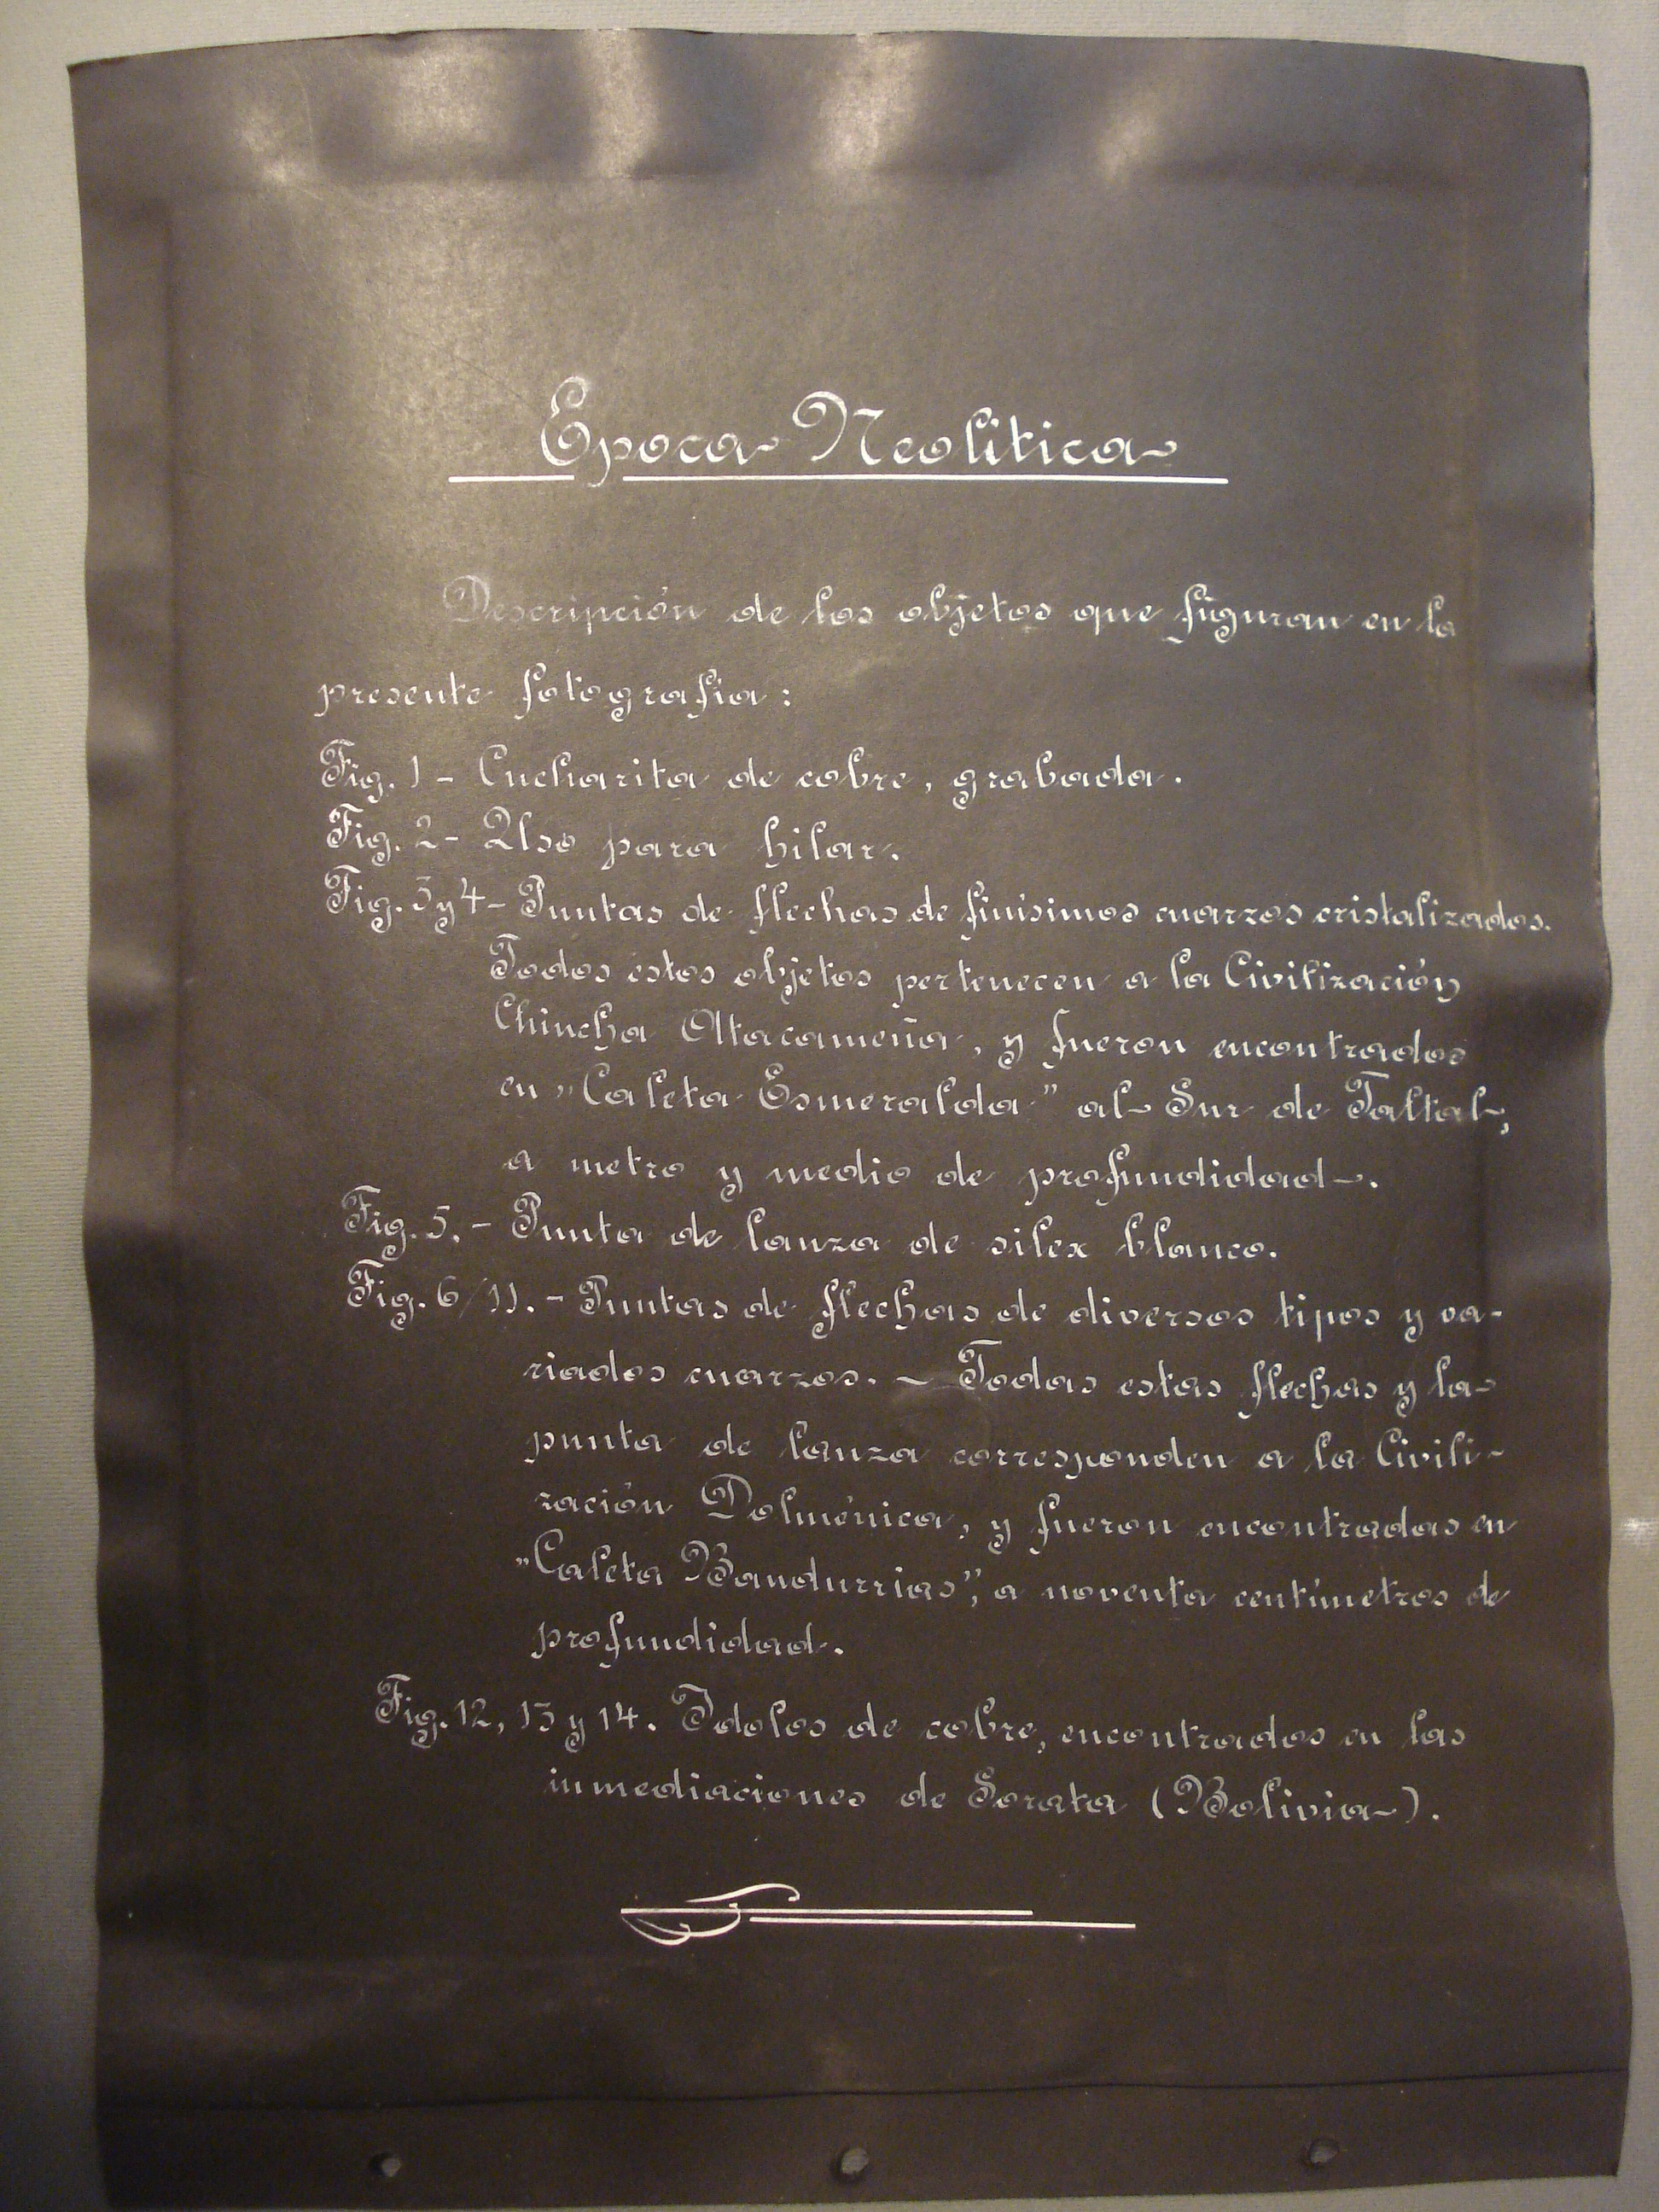 Epoca Neolitica
Descripción de los objetos que figuran en la
presente fotografia:
Fig. 1 - Cucharita de cobre, grabada.
Fig. 2 - Uso para hilar.
Fig. 3 y 4 - Puntas de flechas de finisimos cuarzos cristalizados.
Todos estos objetos pertenecen a la Civilización
Chincha Atacameña, y fueron encontrados
en "Caleta Esmeralda" al Sur de Taltal,
a metro y medio de profundidad.
Fig. 5. - Punta de lanza de silex blanco.
Fig. 6/11. - Puntas de flechas de diversos tipos y va-
riados cuarzos. - Todas estas flechas y la
punta de lanza corresponden a la Civili-
zación Dolménica, y fueron encontradas en
"Caleta Bandurrias", a noventa centímetros de
profundidad.
Fig. 12, 13 y 14. Idolos de cobre, encontrados en las
inmediaciones de Sorata (Bolivia).